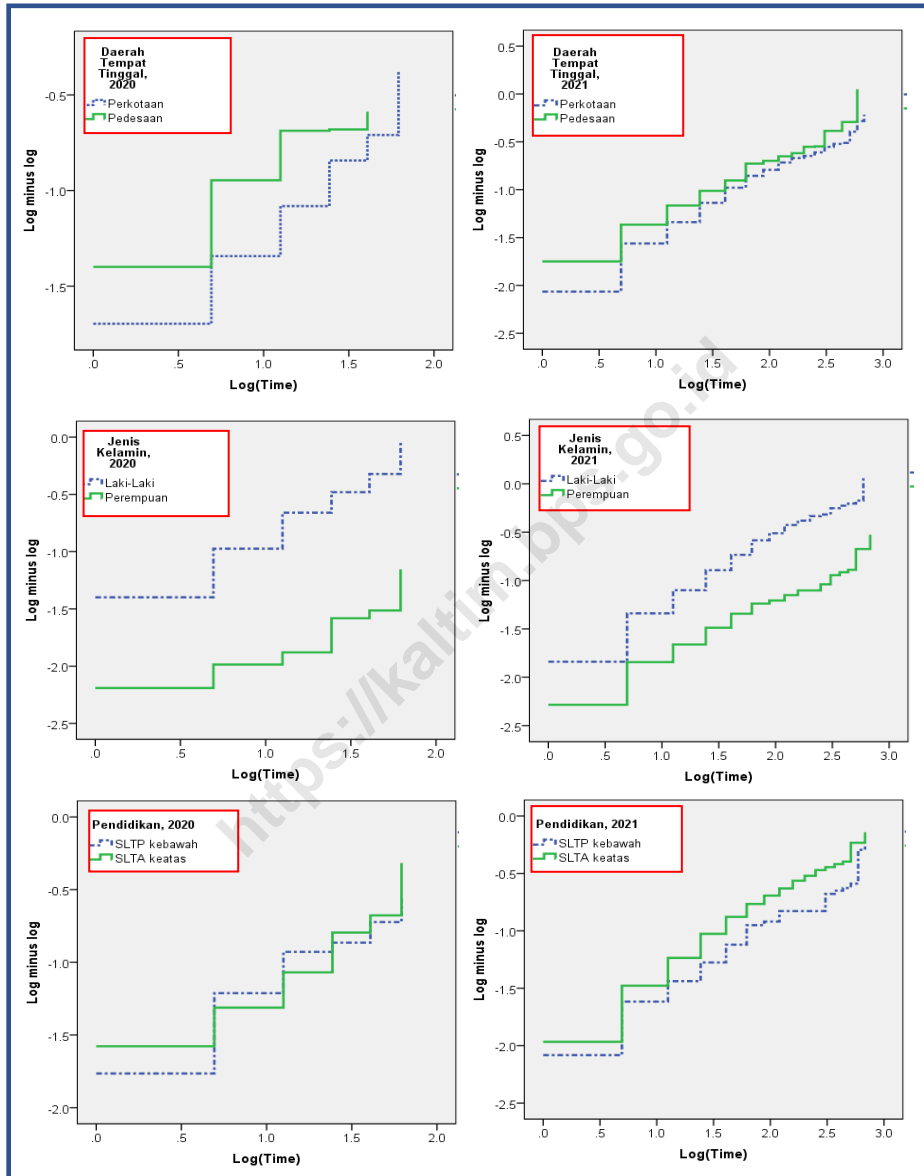 Daerah
Tempat
Tinggal,
2020
Perkotaan
Pedesaan
Log minus log
-0.5
-1.0
-1.5
.0
.5
1.0
1.5
2.0
Log(Time)
Daerah
Tempat
Tinggal,
2021
Perkotaan
Pedesaan
Log minus log
0.5
0.0
-0.5
-1.0
-1.5
-2.0
-2.5
.0
.5
1.0
1.5
2.0
2.5
3.0
Log(Time)
Jenis
Kelamin,
2020
Laki-Laki
Perempuan
Log minus log
0.0
-0.5
-1.0
-1.5
-2.0
-2.5
.0
.5
1.0
1.5
2.0
Log(Time)
Jenis
Kelamin,
2021
Laki-Laki
Perempuan
Log minus log
0.5
0.0
-0.5
-1.0
-1.5
-2.0
-2.5
.0
.5
1.0
1.5
2.0
2.5
3.0
Log(Time)
Pendidikan, 2020
SLTP kebawah
SLTA keatas
Log minus log
0.0
-0.5
-1.0
-1.5
-2.0
.0
.5
1.0
1.5
2.0
Log(Time)
Pendidikan, 2021
SLTP kebawah
SLTA keatas
Log minus log
0.0
-0.5
-1.0
-1.5
-2.0
-2.5
.0
.5
1.0
1.5
2.0
2.5
3.0
Log(Time)
https://kaltim.bps.go.id